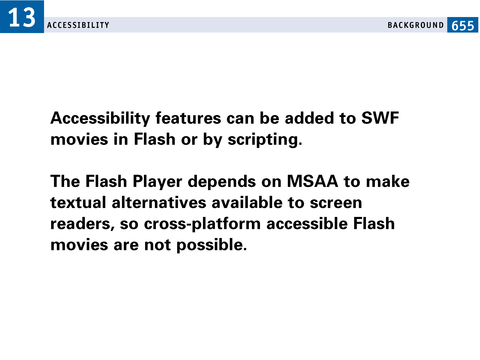 13 ACCESSIBILITY BACKGROUND 655
Accessibility features can be added to SWF
movies in Flash or by scripting.
The Flash Player depends on MSAA to make
textual alternatives available to screen
readers, so cross-platform accessible Flash
movies are not possible.